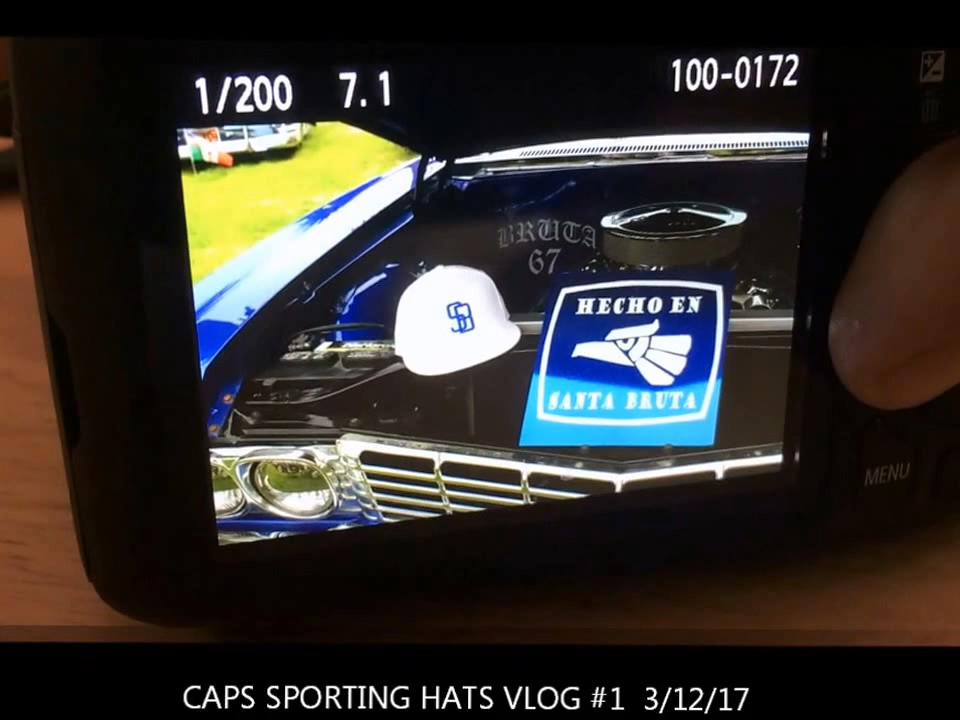 1/200 7.1 100-0172
BRUTA
67
SB
HECHO EN
SANTA BRUTA
MENU
CAPS SPORTING HATS VLOG #1 3/12/17